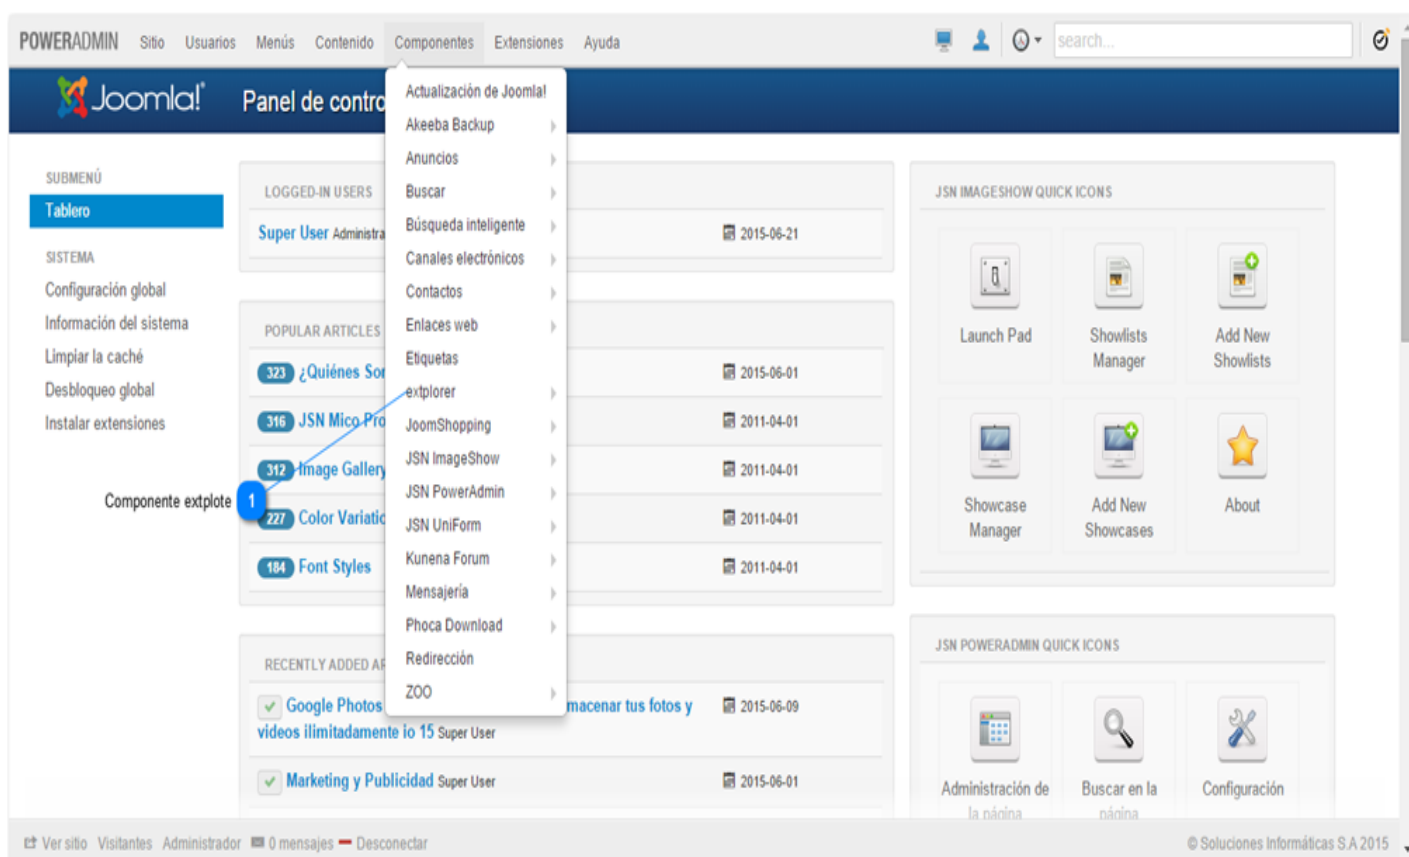 POWERADMIN Sitio Usuarios Menús Contenido Componentes Extensiones Ayuda search...
Joomla! Panel de contro
Actualización de Joomla!
Akeeba Backup
Anuncios
Buscar
Búsqueda inteligente
Canales electrónicos
Contactos
Enlaces web
Etiquetas
extplorer
JoomShopping
JSN ImageShow
JSN PowerAdmin
JSN UniForm
Kunena Forum
Mensajería
Phoca Download
Redirección
ZOO
SUBMENÚ
Tablero
SISTEMA
Configuración global
Información del sistema
Limpiar la caché
Desbloqueo global
Instalar extensiones
Componente extplote 1
LOGGED-IN USERS
Super User Administra 2015-06-21
POPULAR ARTICLES
323 ¿Quiénes Sor 2015-06-01
316 JSN Mico Pro 2011-04-01
312 Image Gallery 2011-04-01
227 Color Variatic 2011-04-01
184 Font Styles 2011-04-01
RECENTLY ADDED AR
Google Photos macenar tus fotos y 2015-06-09
videos ilimitadamente io 15 Super User
Marketing y Publicidad Super User 2015-06-01
JSN IMAGESHOW QUICK ICONS
Launch Pad
Showlists
Manager
Add New
Showlists
Showcase
Manager
Add New
Showcases
About
JSN POWERADMIN QUICK ICONS
Administración de
la página
Buscar en la
página
Configuración
Ver sitio Visitantes Administrador 0 mensajes Desconectar © Soluciones Informáticas S.A 2015